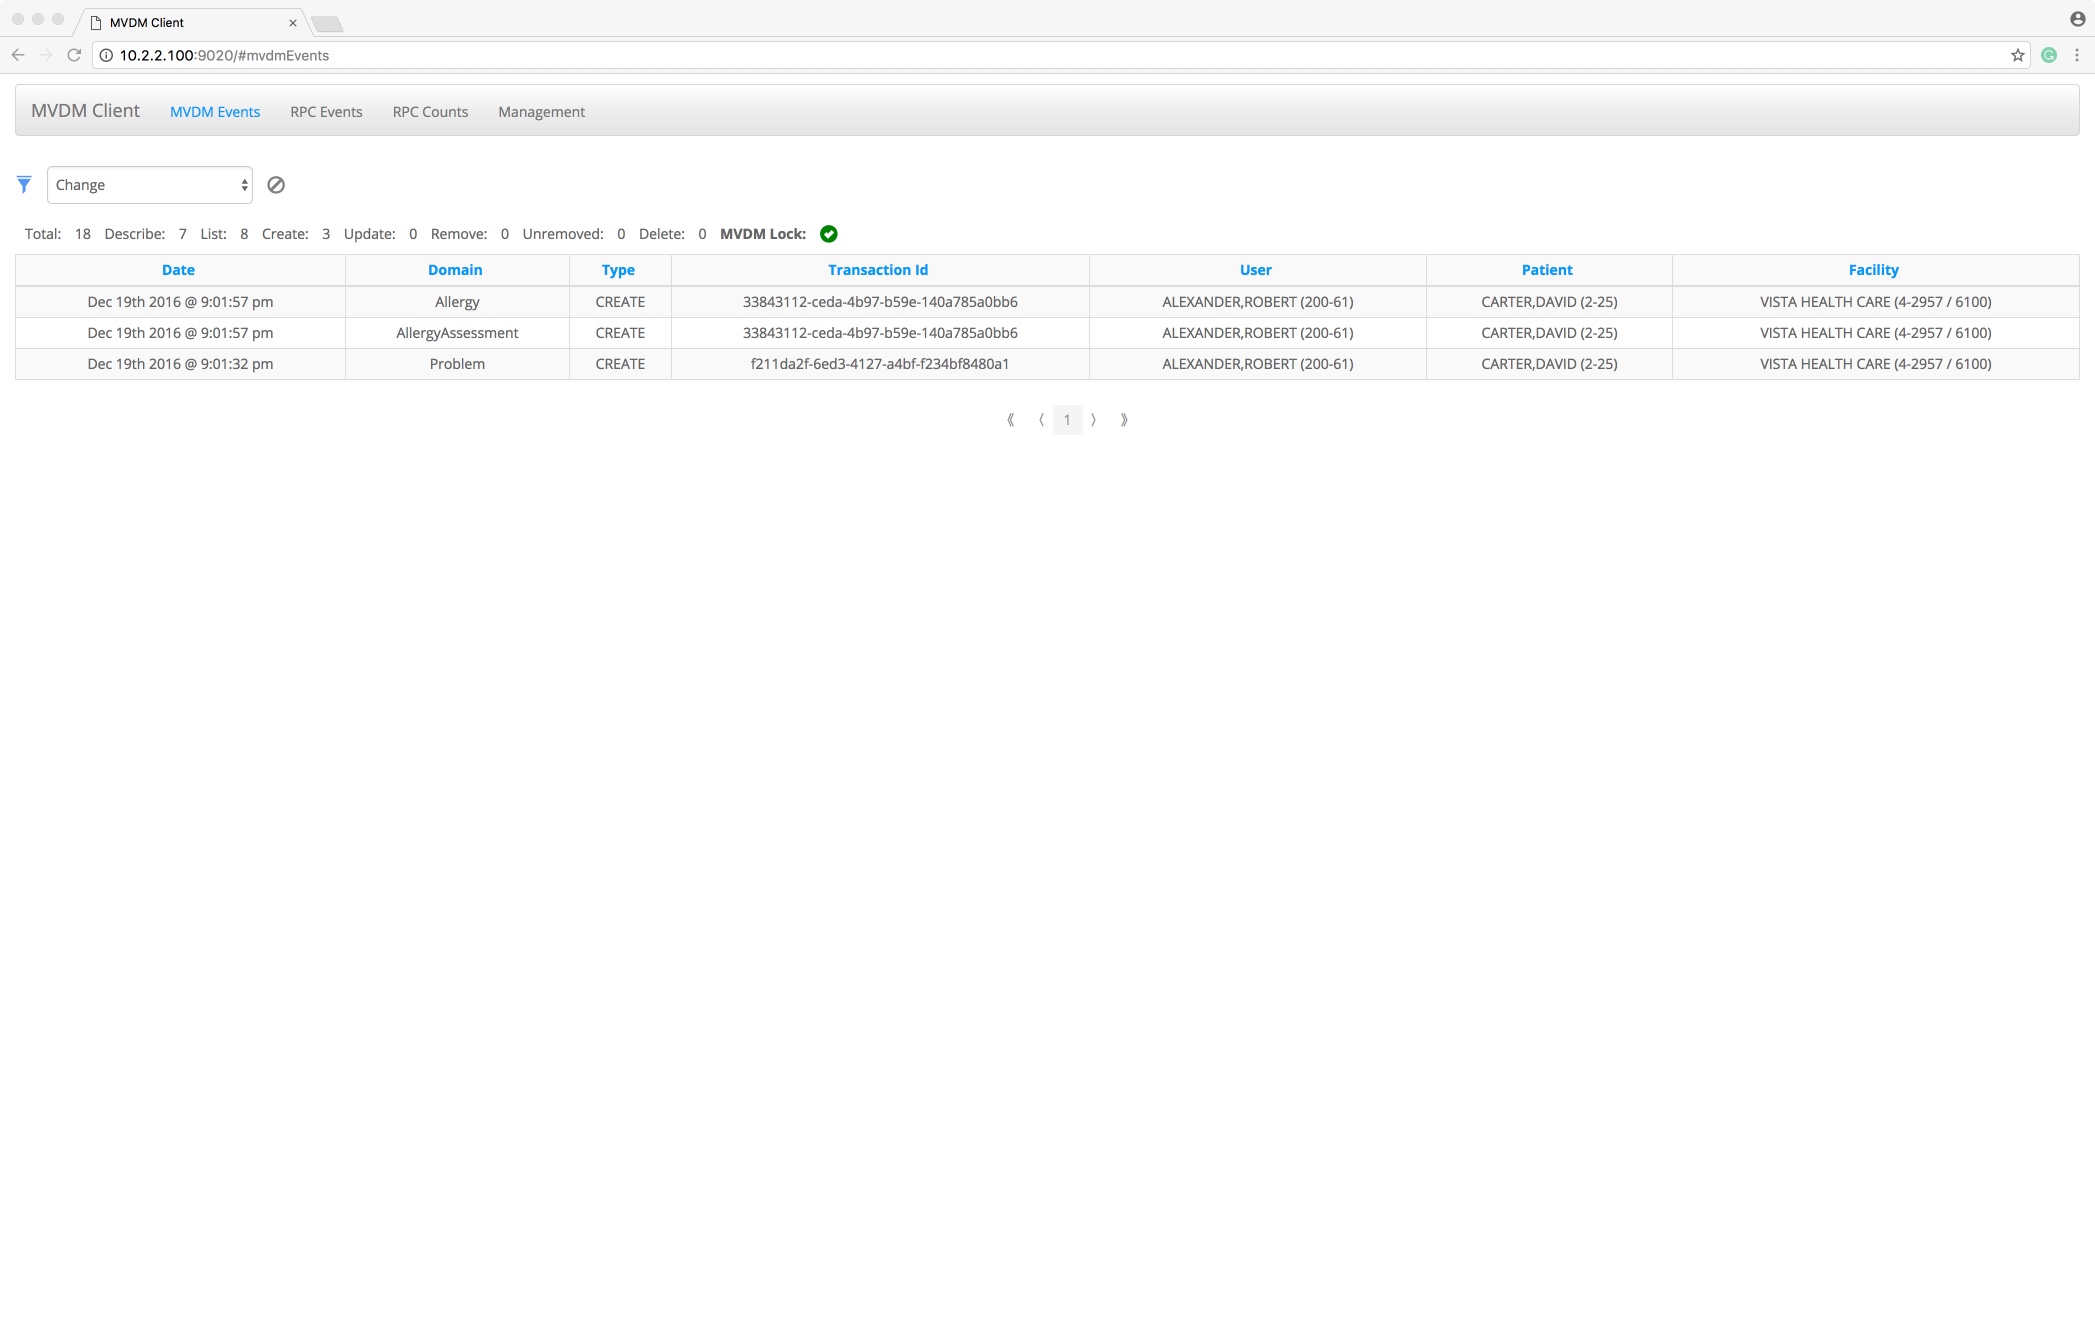 MVDM Client
10.2.2.100:9020/#mvdmEvents
MVDM Client MVDM Events RPC Events RPC Counts Management
Change
Total: 18 Describe: 7 List: 8 Create: 3 Update: 0 Remove: 0 Unremoved: 0 Delete: 0 MVDM Lock:
Date Domain Type Transaction Id User Patient Facility
Dec 19th 2016 @ 9:01:57 pm Allergy CREATE 33843112-ceda-4b97-b59e-140a785a0bb6 ALEXANDER,ROBERT (200-61) CARTER,DAVID (2-25) VISTA HEALTH CARE (4-2957 / 6100)
Dec 19th 2016 @ 9:01:57 pm AllergyAssessment CREATE 33843112-ceda-4b97-b59e-140a785a0bb6 ALEXANDER,ROBERT (200-61) CARTER,DAVID (2-25) VISTA HEALTH CARE (4-2957 / 6100)
Dec 19th 2016 @ 9:01:32 pm Problem CREATE f211da2f-6ed3-4127-a4bf-f234bf8480a1 ALEXANDER,ROBERT (200-61) CARTER,DAVID (2-25) VISTA HEALTH CARE (4-2957 / 6100)
⟪ ⟨ 1 ⟩ ⟫